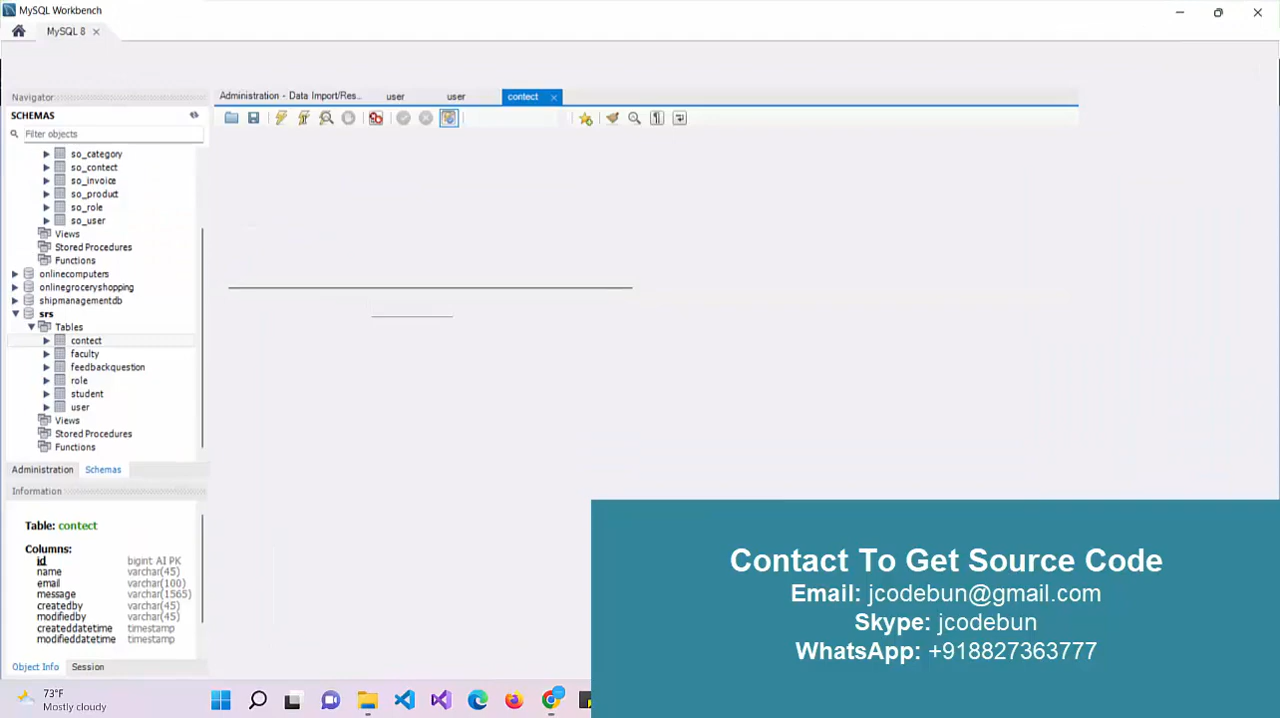 MySQL Workbench
MySQL 8
Navigator
SCHEMAS
Filter objects
so_category
so_contect
so_invoice
so_product
so_role
so_user
Views
Stored Procedures
Functions
onlinecomputers
onlinegroceryshopping
shipmanagementdb
srs
Tables
contect
faculty
feedbackquestion
role
student
user
Views
Stored Procedures
Functions
Administration Schemas
Information
Table: contect
Columns:
id bigint AI PK
name varchar(45)
email varchar(100)
message varchar(1565)
createdby varchar(45)
modifiedby varchar(45)
createddatetime timestamp
modifieddatetime timestamp
Object Info Session
Administration - Data Import/Res... user user contect
Contact To Get Source Code
Email: jcodebun@gmail.com
Skype: jcodebun
WhatsApp: +918827363777
73°F
Mostly cloudy